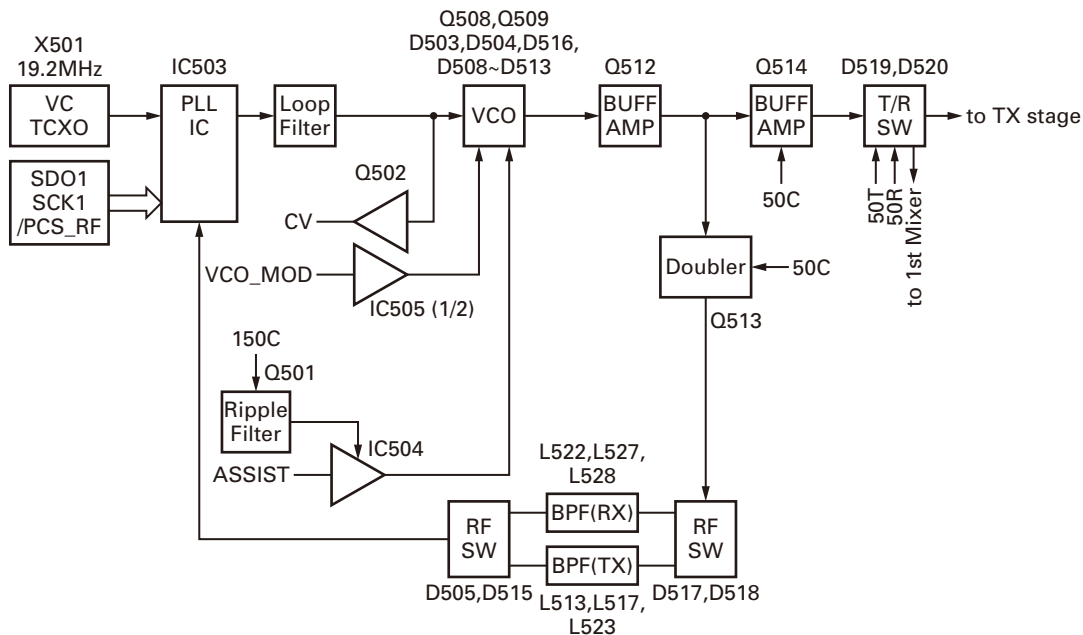 X501
19.2MHz
VC
TCXO
SDO1
SCK1
/PCS_RF
IC503
PLL
IC
Loop
Filter
Q508,Q509
D503,D504,D516,
D508~D513
VCO
Q512
BUFF
AMP
Q514
BUFF
AMP
50C
D519,D520
T/R
SW
to TX stage
50T
50R
to 1st Mixer
Q502
CV
VCO_MOD
IC505 (1/2)
Doubler
50C
Q513
150C
Q501
Ripple
Filter
IC504
ASSIST
L522,L527,
L528
BPF(RX)
RF
SW
D505,D515
BPF(TX)
L513,L517,
L523
RF
SW
D517,D518